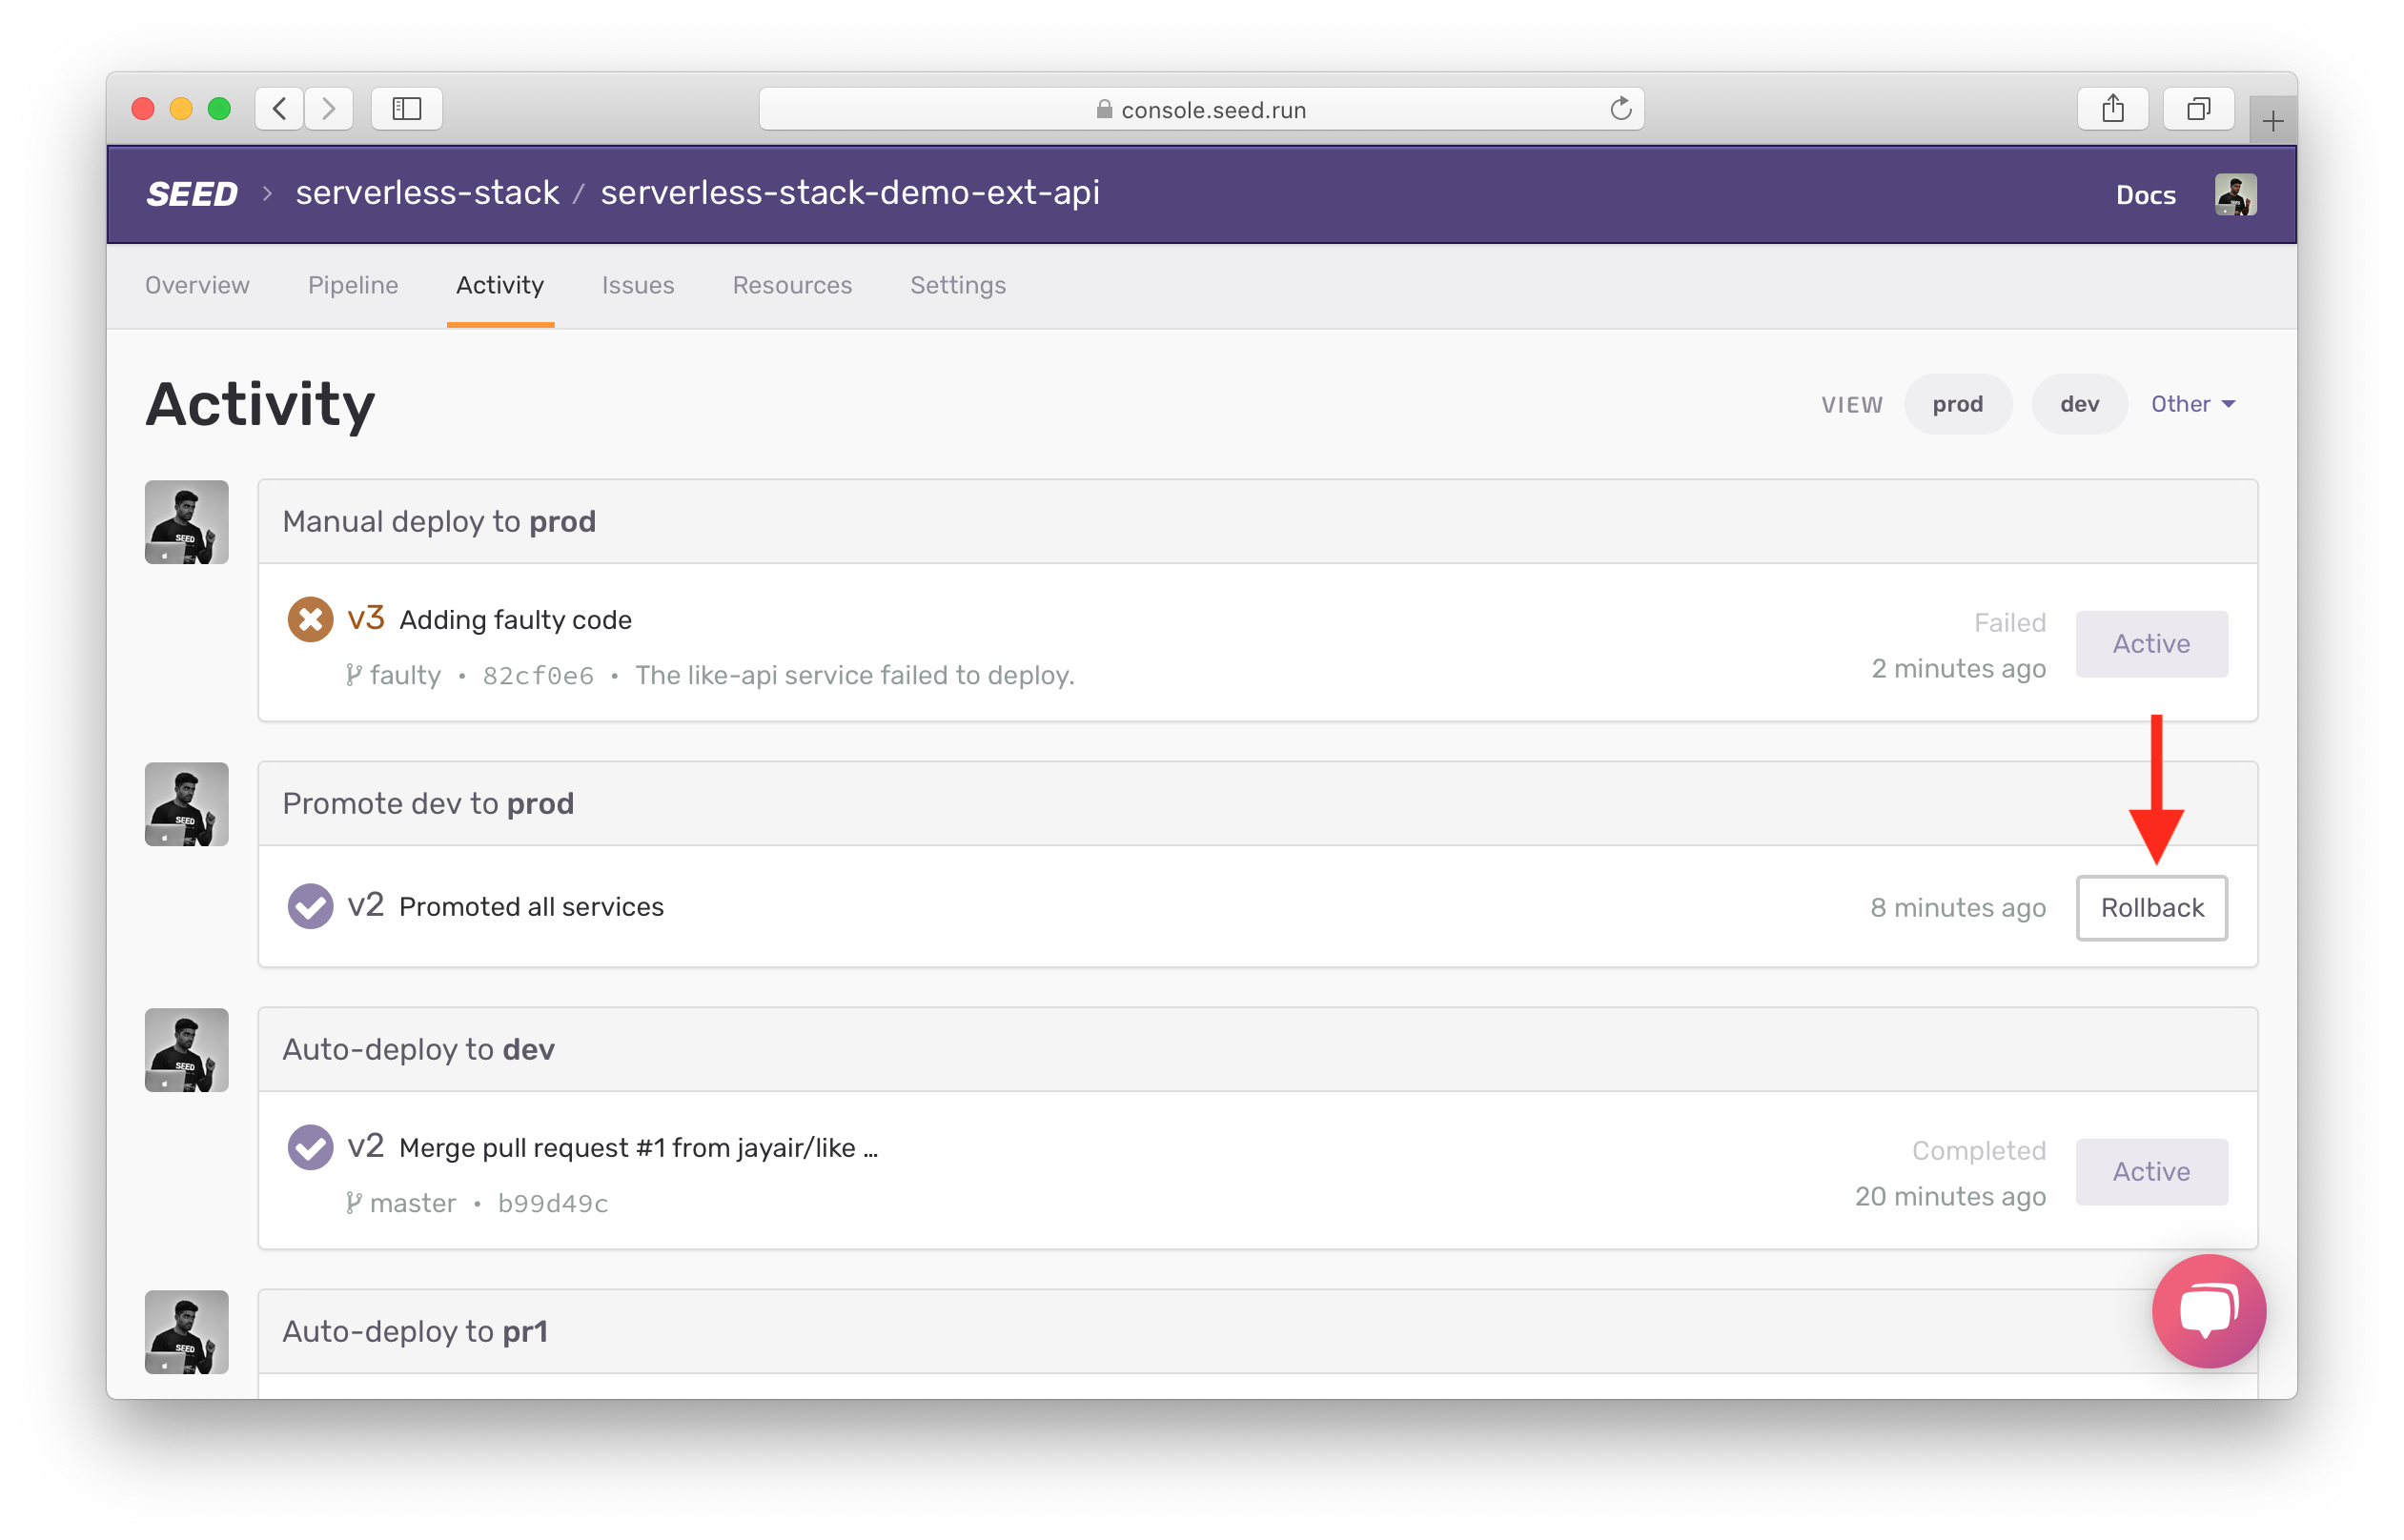 console.seed.run
SEED > serverless-stack / serverless-stack-demo-ext-api
Docs
Overview Pipeline Activity Issues Resources Settings
Activity
VIEW prod dev Other
Manual deploy to prod
v3 Adding faulty code
Failed
Active
faulty • 82cf0e6 • The like-api service failed to deploy.
2 minutes ago
Promote dev to prod
v2 Promoted all services
8 minutes ago
Rollback
Auto-deploy to dev
v2 Merge pull request #1 from jayair/like ...
Completed
Active
master • b99d49c
20 minutes ago
Auto-deploy to pr1